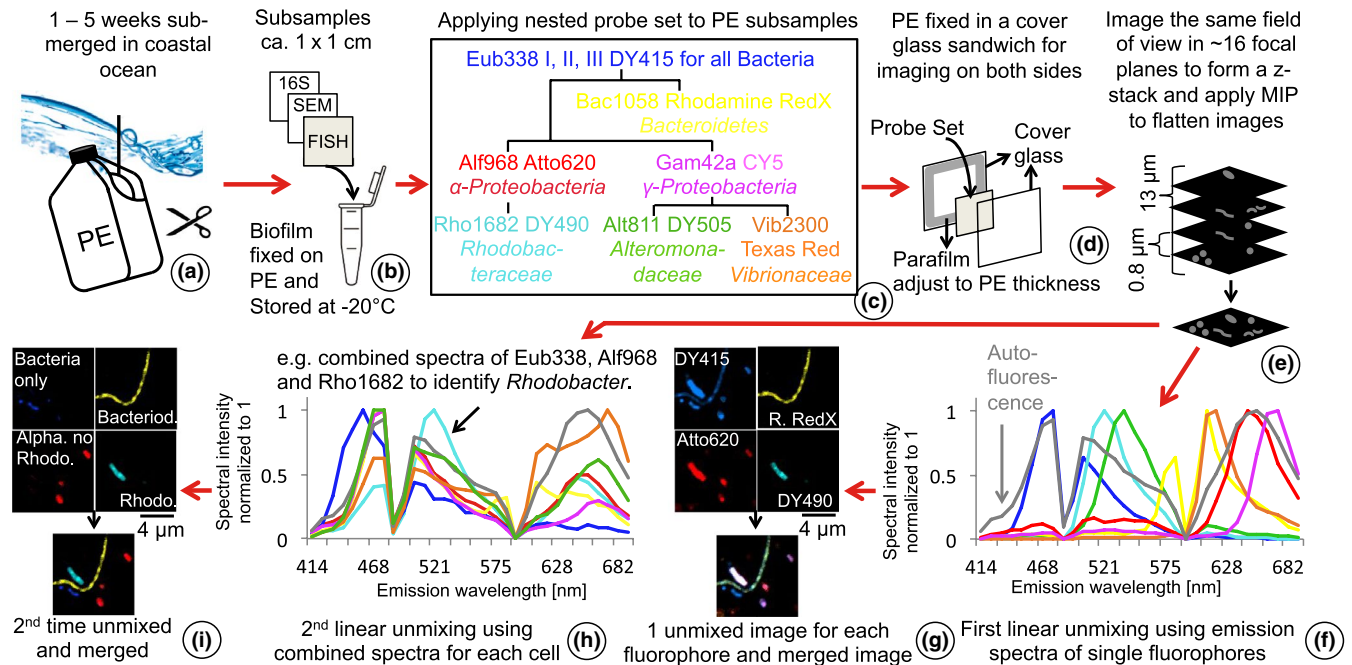 1 – 5 weeks sub-
merged in coastal
ocean
PE
(a)
Subsamples
ca. 1 x 1 cm
16S
SEM
FISH
Biofilm
fixed on
PE and
Stored at -20°C
(b)
Applying nested probe set to PE subsamples
Eub338 I, II, III DY415 for all Bacteria
Bac1058 Rhodamine RedX
Bacteroidetes
Alf968 Atto620
α-Proteobacteria
Gam42a CY5
γ-Proteobacteria
Rho1682 DY490
Rhodobac-
teraceae
Alt811 DY505
Alteromona-
daceae
Vib2300
Texas Red
Vibrionaceae
(c)
PE fixed in a cover
glass sandwich for
imaging on both sides
Probe Set
Cover
glass
Parafilm
adjust to PE thickness
(d)
Image the same field
of view in ~16 focal
planes to form a z-
stack and apply MIP
to flatten images
13 µm
0.8 µm
(e)
Auto-
fluores-
cence
Spectral intensity
normalized to 1
1
0.5
0
414 468 521 575 629 682
Emission wavelength [nm]
First linear unmixing using emission
spectra of single fluorophores
(f)
DY415
R. RedX
Atto620
DY490
4 µm
1 unmixed image for each
fluorophore and merged image
(g)
e.g. combined spectra of Eub338, Alf968
and Rho1682 to identify Rhodobacter.
Spectral intensity
normalized to 1
1
0.5
0
414 468 521 575 629 682
Emission wavelength [nm]
2nd linear unmixing using
combined spectra for each cell
(h)
Bacteria
only
Bacteriod.
Alpha. no
Rhodo.
Rhodo.
4 µm
2nd time unmixed
and merged
(i)